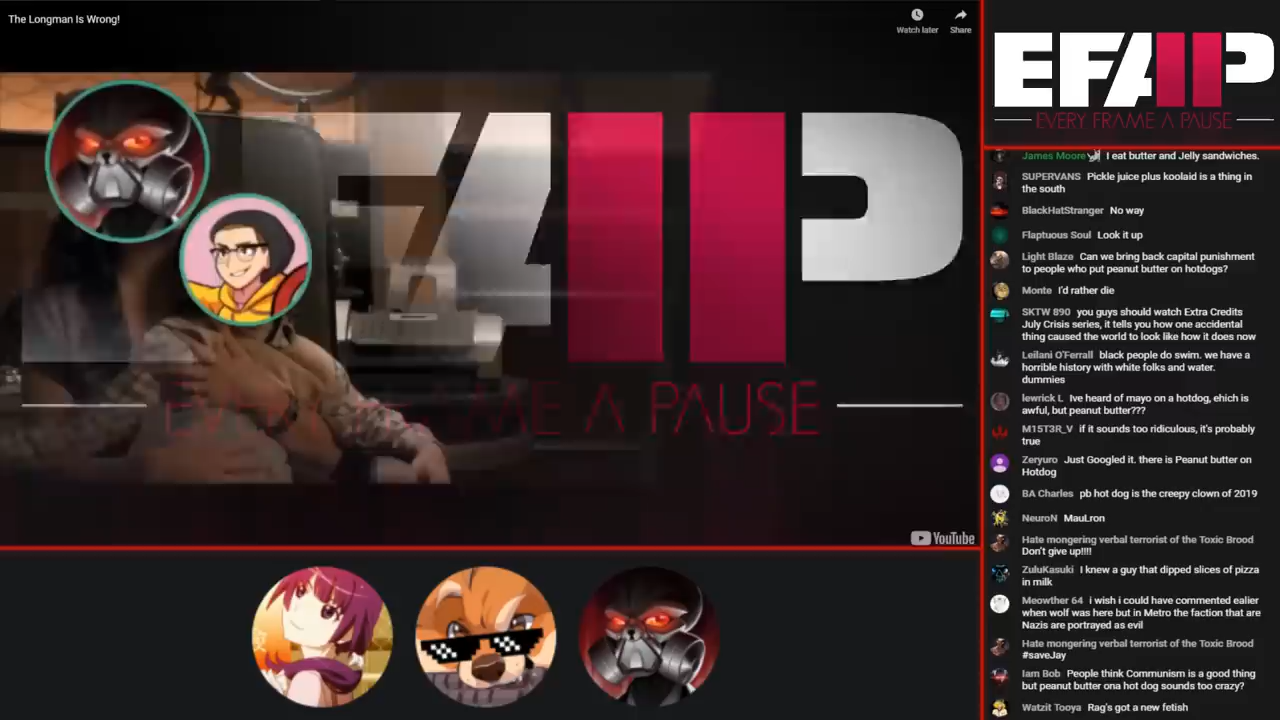 The Longman Is Wrong!
Watch later
Share
EFAP
EVERY FRAME A PAUSE
YouTube
EFAP
EVERY FRAME A PAUSE
James Moore I eat butter and Jelly sandwiches.
SUPERVANS Pickle juice plus koolaid is a thing in
the south
BlackHatStranger No way
Flaptuous Soul Look it up
Light Blaze Can we bring back capital punishment
to people who put peanut butter on hotdogs?
Monte I'd rather die
SKTW 890 you guys should watch Extra Credits
July Crisis series, it tells you how one accidental
thing caused the world to look like how it does now
Leilani O'Ferrall black people do swim. we have a
horrible history with white folks and water.
dummies
lewrick L Ive heard of mayo on a hotdog, ehich is
awful, but peanut butter???
M15T3R_V if it sounds too ridiculous, it's probably
true
Zeryuro Just Googled it. there is Peanut butter on
Hotdog
BA Charles pb hot dog is the creepy clown of 2019
NeuroN MauLron
Hate mongering verbal terrorist of the Toxic Brood
Don't give up!!!!
ZuluKasuki I knew a guy that dipped slices of pizza
in milk
Meowther 64 i wish i could have commented ealier
when wolf was here but in Metro the faction that are
Nazis are portrayed as evil
Hate mongering verbal terrorist of the Toxic Brood
#saveJay
Iam Bob People think Communism is a good thing
but peanut butter ona hot dog sounds too crazy?
Watzit Tooya Rag's got a new fetish